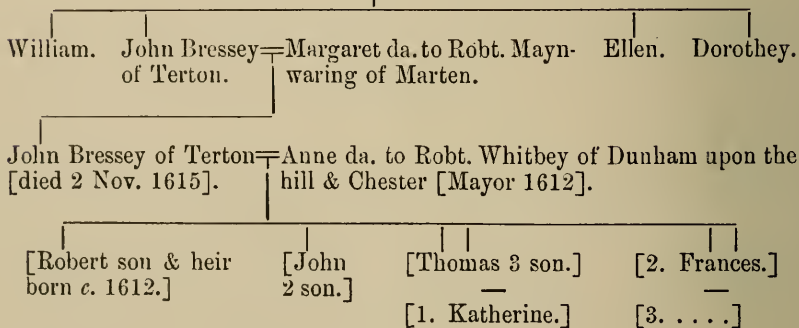 William. John Bressey Margaret da. to Robt. Mayn- Ellen. Dorothey.
of Terton. waring of Marten.
John Bressey of Terton Anne da. to Robt. Whitbey of Dunham upon the
[died 2 Nov. 1615]. hill & Chester [Mayor 1612].
[Robert son & heir [John [Thomas 3 son.] [2. Frances.]
born c. 1612.] 2 son.] — —
[1. Katherine.] [3. . . . .]